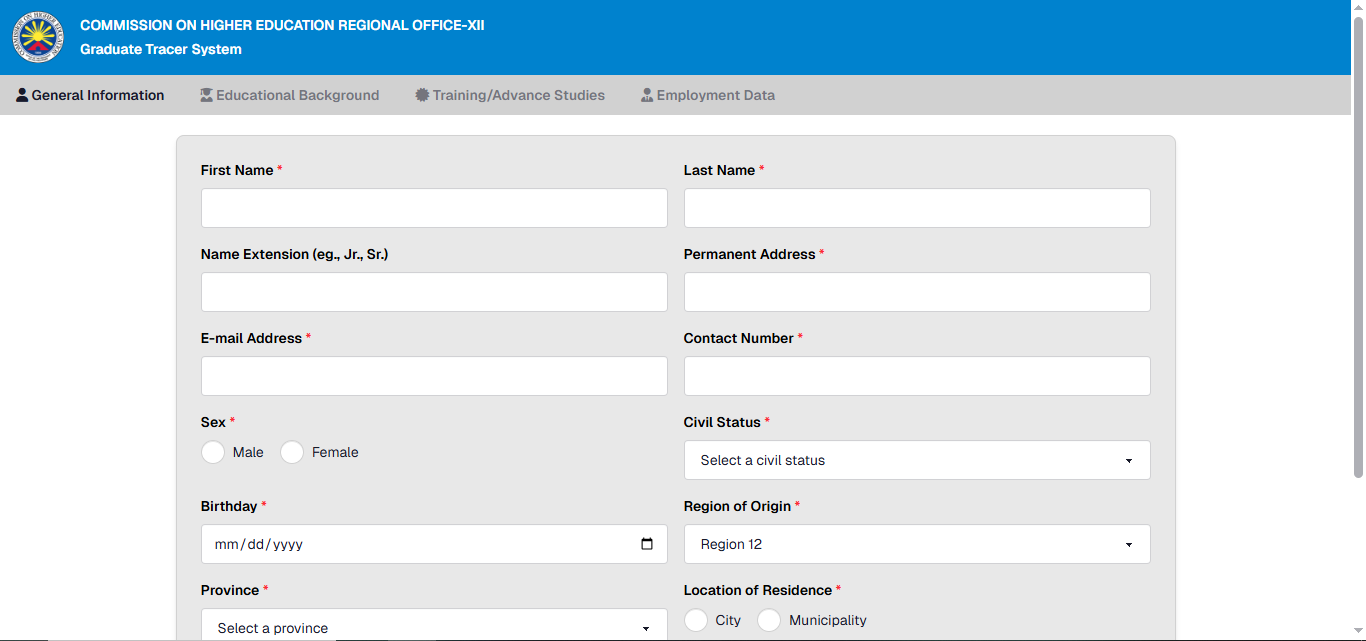 COMMISSION ON HIGHER EDUCATION REGIONAL OFFICE-XII
Graduate Tracer System
General Information
Educational Background
Training/Advance Studies
Employment Data
First Name *
Last Name *
Name Extension (eg., Jr., Sr.)
Permanent Address *
E-mail Address *
Contact Number *
Sex *
Male
Female
Civil Status *
Select a civil status
Birthday *
mm/dd/yyyy
Region of Origin *
Region 12
Province *
Select a province
Location of Residence *
City
Municipality